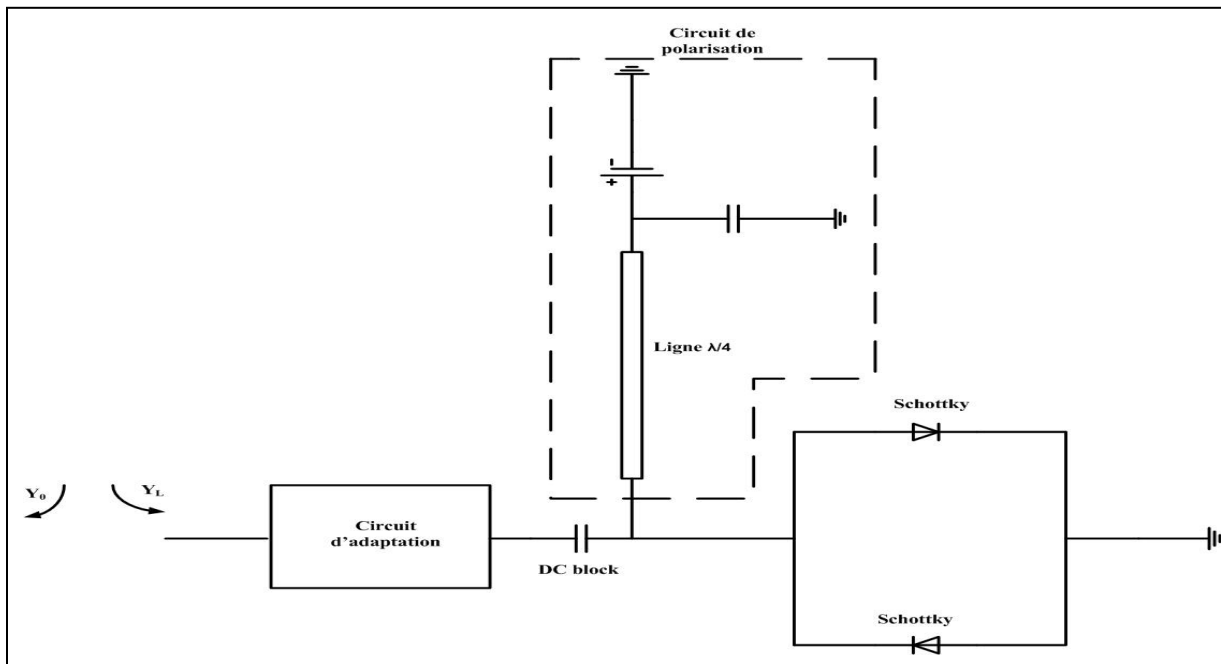 Circuit de
polarisation
-
+
Ligne λ/4
Schottky
Y₀
Y_L
Circuit
d'adaptation
DC block
Schottky